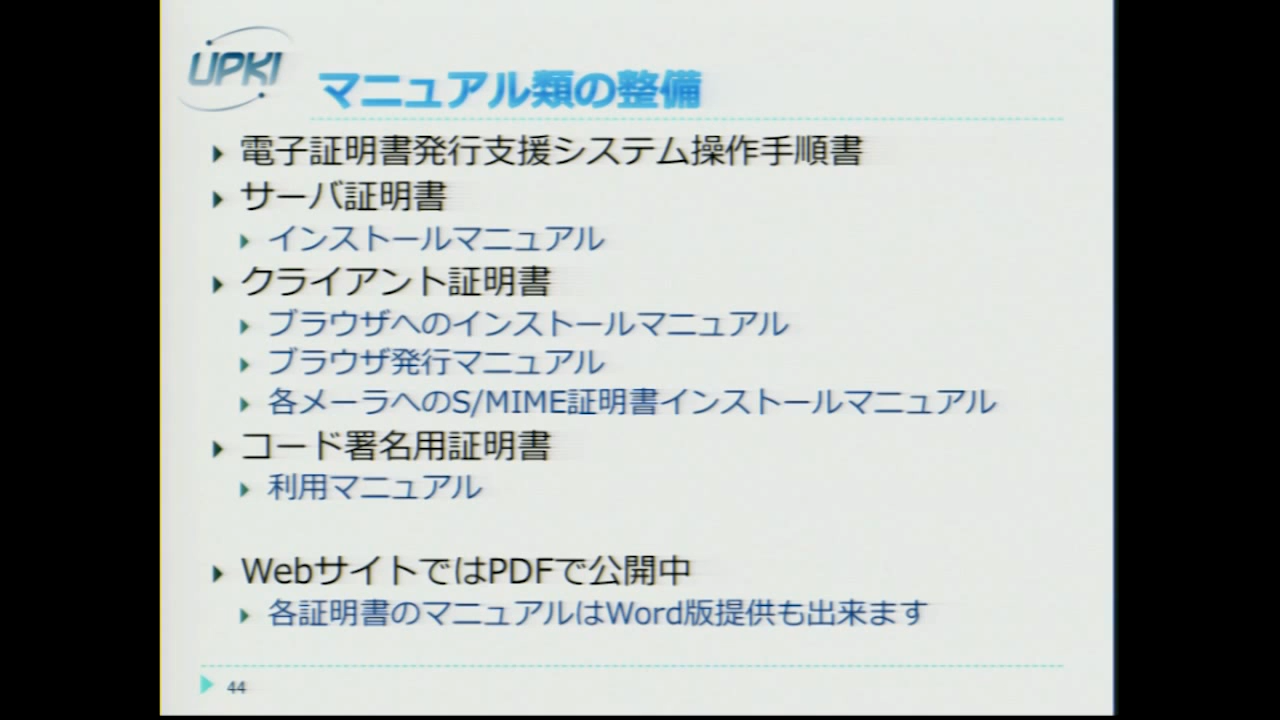 UPKI
マニュアル類の整備
電子証明書発行支援システム操作手順書
サーバ証明書
インストールマニュアル
クライアント証明書
ブラウザへのインストールマニュアル
ブラウザ発行マニュアル
各メーラへのS/MIME証明書インストールマニュアル
コード署名用証明書
利用マニュアル
WebサイトではPDFで公開中
各証明書のマニュアルはWord版提供も出来ます
44